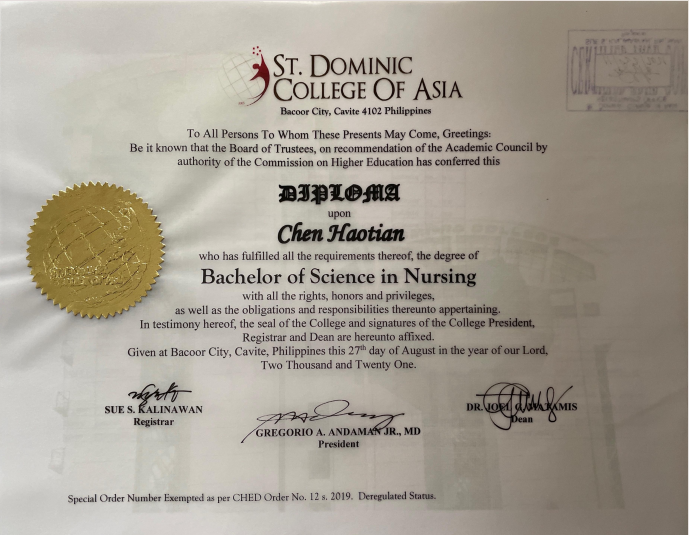 ST. DOMINIC
COLLEGE OF ASIA
Bacoor City, Cavite 4102 Philippines
To All Persons To Whom These Presents May Come, Greetings:
Be it known that the Board of Trustees, on recommendation of the Academic Council by
authority of the Commission on Higher Education has conferred this
DIPLOMA
upon
Chen Haotian
who has fulfilled all the requirements thereof, the degree of
Bachelor of Science in Nursing
with all the rights, honors and privileges,
as well as the obligations and responsibilities thereunto appertaining.
In testimony hereof, the seal of the College and signatures of the College President,
Registrar and Dean are hereunto affixed.
Given at Bacoor City, Cavite, Philippines this 27th day of August in the year of our Lord,
Two Thousand and Twenty One.
SUE S. KALINAWAN
Registrar
GREGORIO A. ANDAMAN JR., MD
President
DR.
Dean
Special Order Number Exempted as per CHED Order No. 12 s. 2019. Deregulated Status.